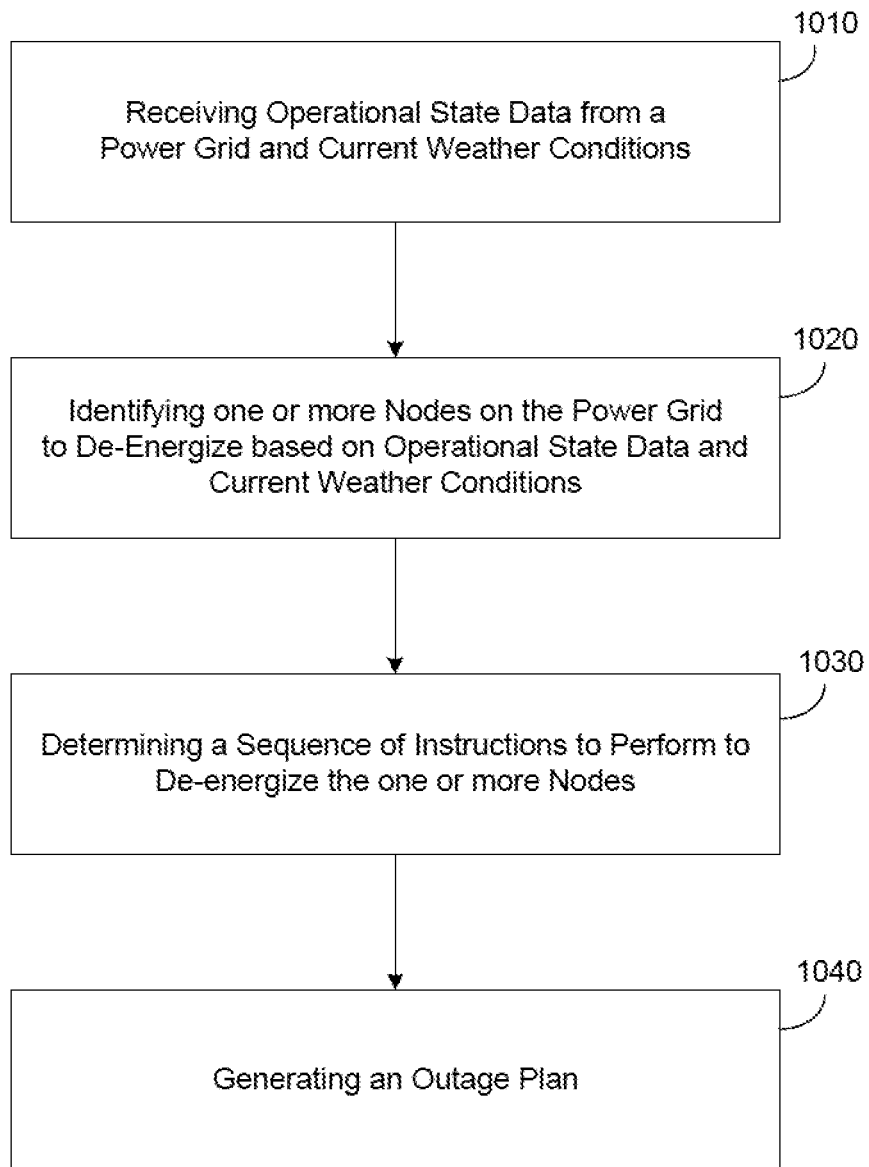 1010
Receiving Operational State Data from a
Power Grid and Current Weather Conditions
1020
Identifying one or more Nodes on the Power Grid
to De-Energize based on Operational State Data and
Current Weather Conditions
1030
Determining a Sequence of Instructions to Perform to
De-energize the one or more Nodes
1040
Generating an Outage Plan